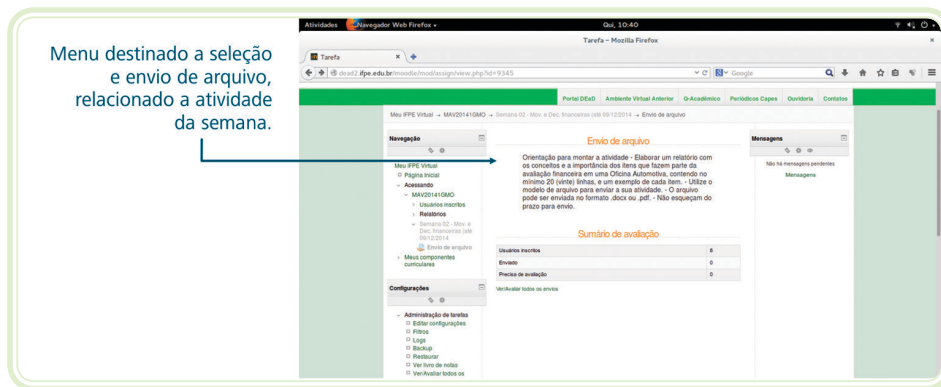 Menu destinado a seleção
e envio de arquivo,
relacionado a atividade
da semana.
Atividades Navegador Web Firefox Qui, 10:40
Tarefa – Mozilla Firefox
Tarefa
dead2.ifpe.edu.br/moodle/mod/assign/view.php?id=9345 Google
Portal DEaD Ambiente Virtual Anterior Q-Acadêmico Periódicos Capes Ouvidoria Contatos
Meu IFPE Virtual → MAV20141GMO → Semana 02 - Mov. e Dec. financeiras (até 09/12/2014 → Envio de arquivo
Navegação
Meu IFPE Virtual
Página inicial
Acessando
MAV20141GMO
Usuários inscritos
Relatórios
Semana 02 - Mov. e
Dec. financeiras (até
09/12/2014
Envio de arquivo
Meus componentes
curriculares
Configurações
Administração de tarefas
Editar configurações
Filtros
Logs
Backup
Restaurar
Ver livro de notas
Ver/Avaliar todos os
Envio de arquivo
Orientação para montar a atividade - Elaborar um relatório com
os conceitos e a importância dos itens que fazem parte da
avaliação financeira em uma Oficina Automotiva, contendo no
mínimo 20 (vinte) linhas, e um exemplo de cada item. - Utilize o
modelo de arquivo para enviar a sua atividade. - O arquivo
pode ser enviada no formato .docx ou .pdf. - Não esqueçam do
prazo para envio.
Sumário de avaliação
Usuários inscritos 8
Enviado 0
Precisa de avaliação 0
Ver/Avaliar todos os envios
Mensagens
Não há mensagens pendentes
Mensagens